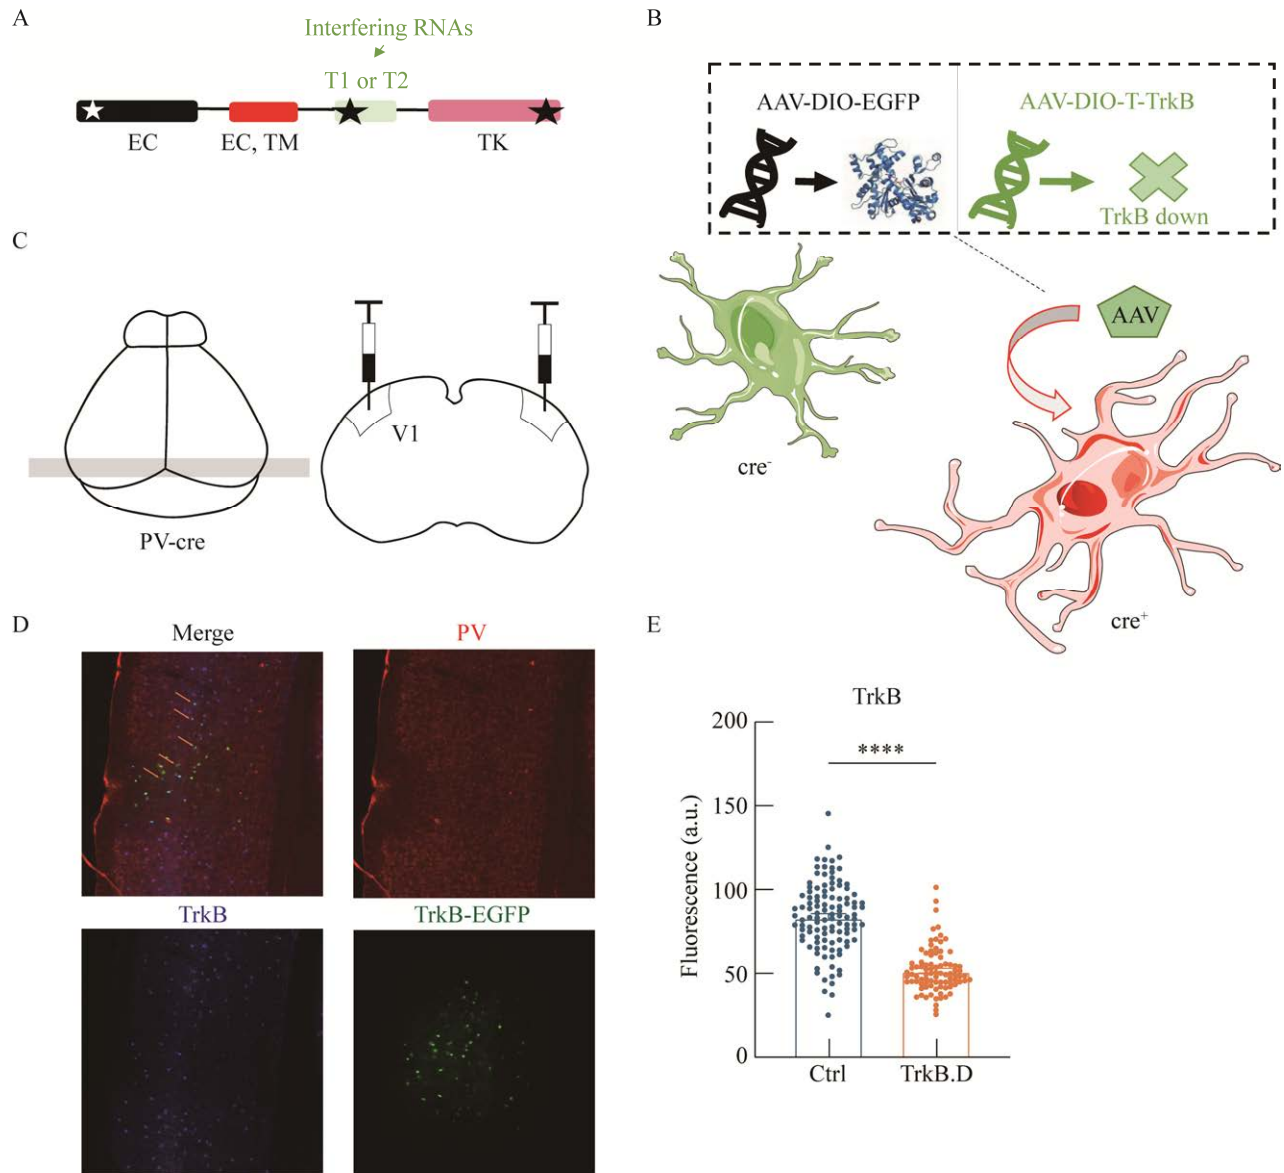 A
Interfering RNAs
T1 or T2
EC
EC, TM
TK
B
AAV-DIO-EGFP
AAV-DIO-T-TrkB
TrkB down
AAV
cre⁻
cre⁺
C
V1
PV-cre
D
Merge
PV
TrkB
TrkB-EGFP
E
TrkB
****
Fluorescence (a.u.)
200
150
100
50
0
Ctrl
TrkB.D